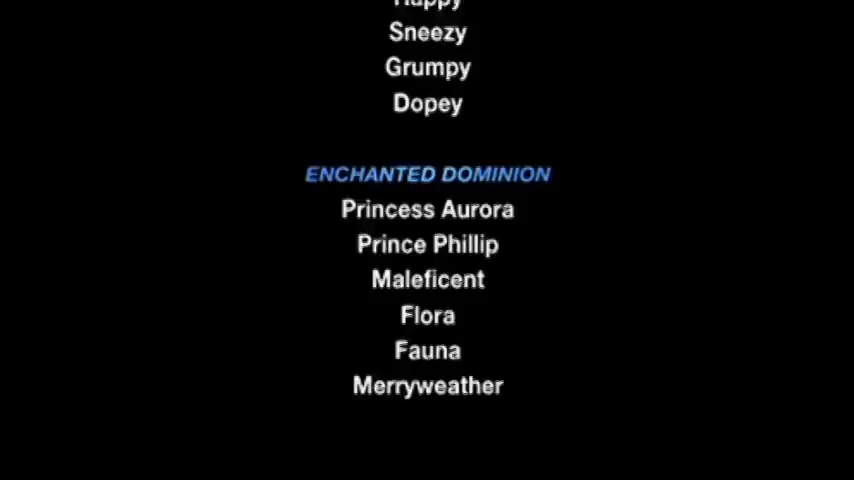 Happy
Sneezy
Grumpy
Dopey
ENCHANTED DOMINION
Princess Aurora
Prince Phillip
Maleficent
Flora
Fauna
Merryweather